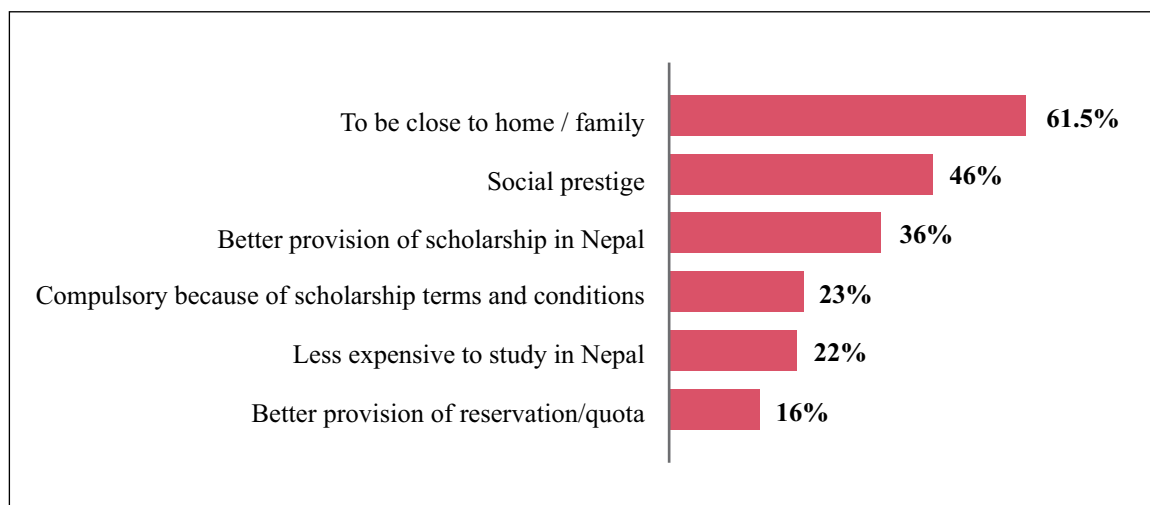 To be close to home / family 61.5%
Social prestige 46%
Better provision of scholarship in Nepal 36%
Compulsory because of scholarship terms and conditions 23%
Less expensive to study in Nepal 22%
Better provision of reservation/quota 16%